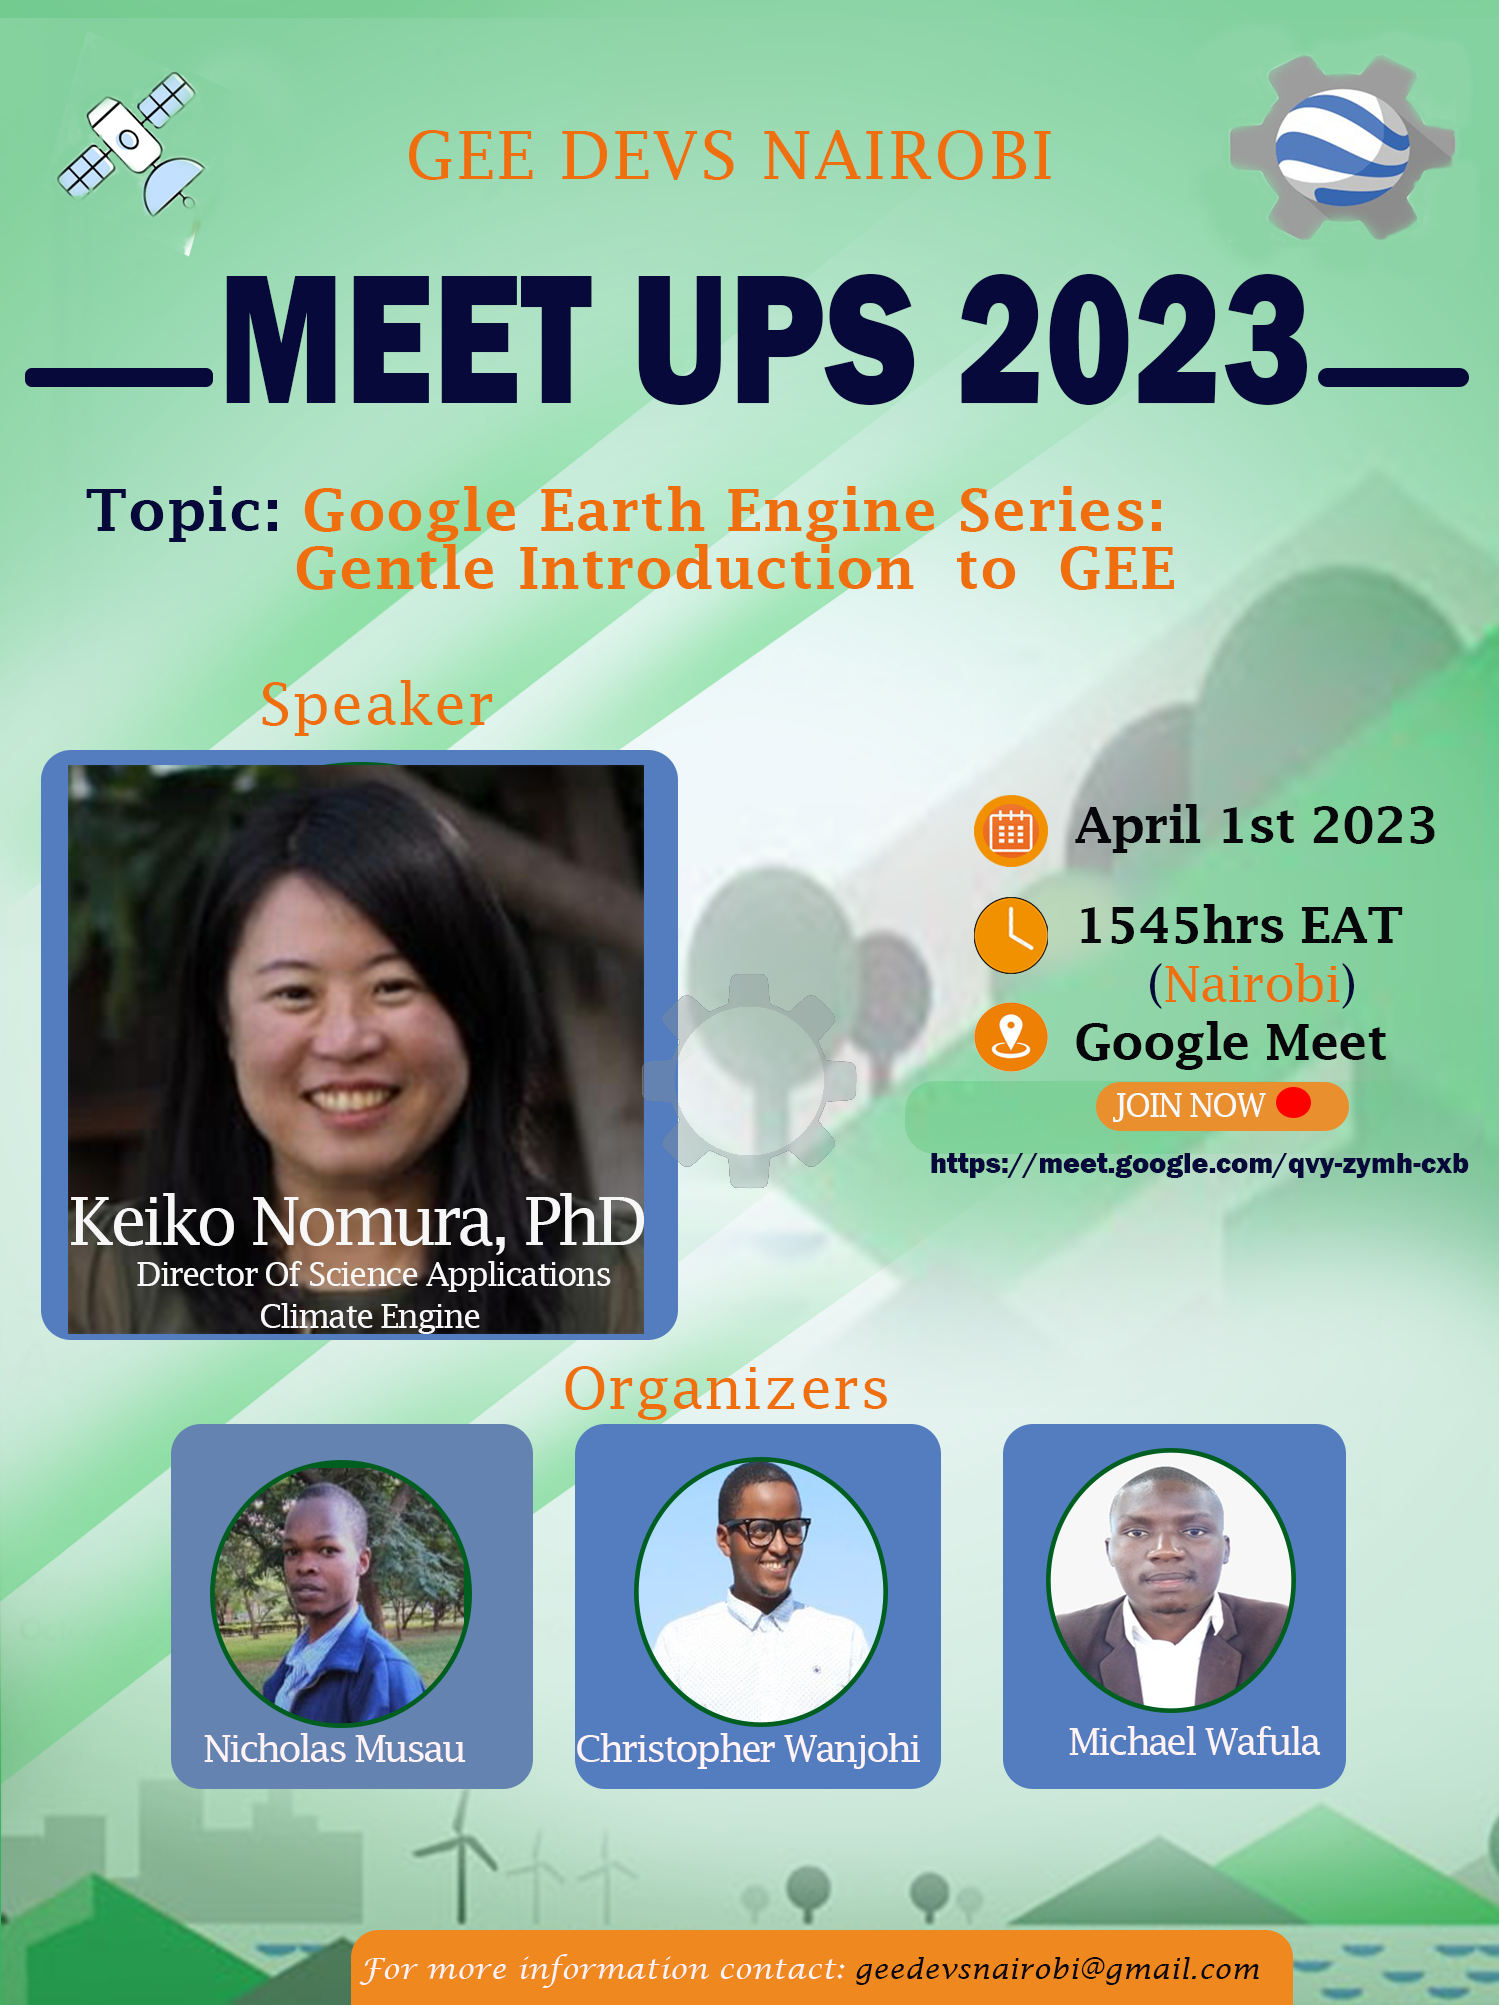 GEE DEVS NAIROBI
MEET UPS 2023
Topic: Google Earth Engine Series:
Gentle Introduction to GEE
Speaker
Keiko Nomura, PhD
Director Of Science Applications
Climate Engine
April 1st 2023
1545hrs EAT
(Nairobi)
Google Meet
JOIN NOW
https://meet.google.com/qvy-zymh-cxb
Organizers
Nicholas Musau
Christopher Wanjohi
Michael Wafula
For more information contact: geedevsnairobi@gmail.com